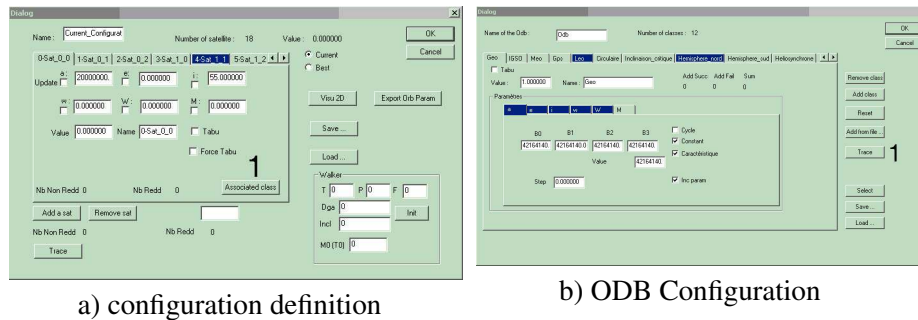 Dialog
Name : Current_Configurat Number of satellite : 18 Value : 0.000000 OK
Cancel
Current
Best
0-Sat_0_0 1-Sat_0_1 2-Sat_0_2 3-Sat_1_0 4-Sat_1_1 5-Sat_1_2
Update a : 20000000. e : 0.000000 i : 55.000000
w : 0.000000 W : 0.000000 M : 0.000000
Value 0.000000 Name 0-Sat_0_0 Tabu
Force Tabu
1
Nb Non Redd 0 Nb Redd 0 Associated class
Add a sat Remove sat
Nb Non Redd 0 Nb Redd 0
Trace
Visu 2D Export Orb Param
Save ...
Load ...
Walker
T 0 P 0 F 0
Dga 0 Init
Incl 0
M0 (T0) 0
a) configuration definition
Dialog
Name of the Odb : Odb Number of classes : 12 OK
Cancel
Geo IGSO Meo Gps Leo Circulaire Inclinaison_critique Hemisphere_nord Hemisphere_sud Heliosynchrone
Tabu
Value : 1.000000 Name : Geo Add Succ Add Fail Sum
0 0 0
Paramètres
a e i w W M
B0 B1 B2 B3
42164140. 42164140.0 42164140. 42164140.
Value 42164140.
Cycle
Constant
Caractéristique
Step 0.000000 Inc param
Remove class
Add class
Reset
Add from file ...
Trace 1
Select
Save ...
Load ...
b) ODB Configuration